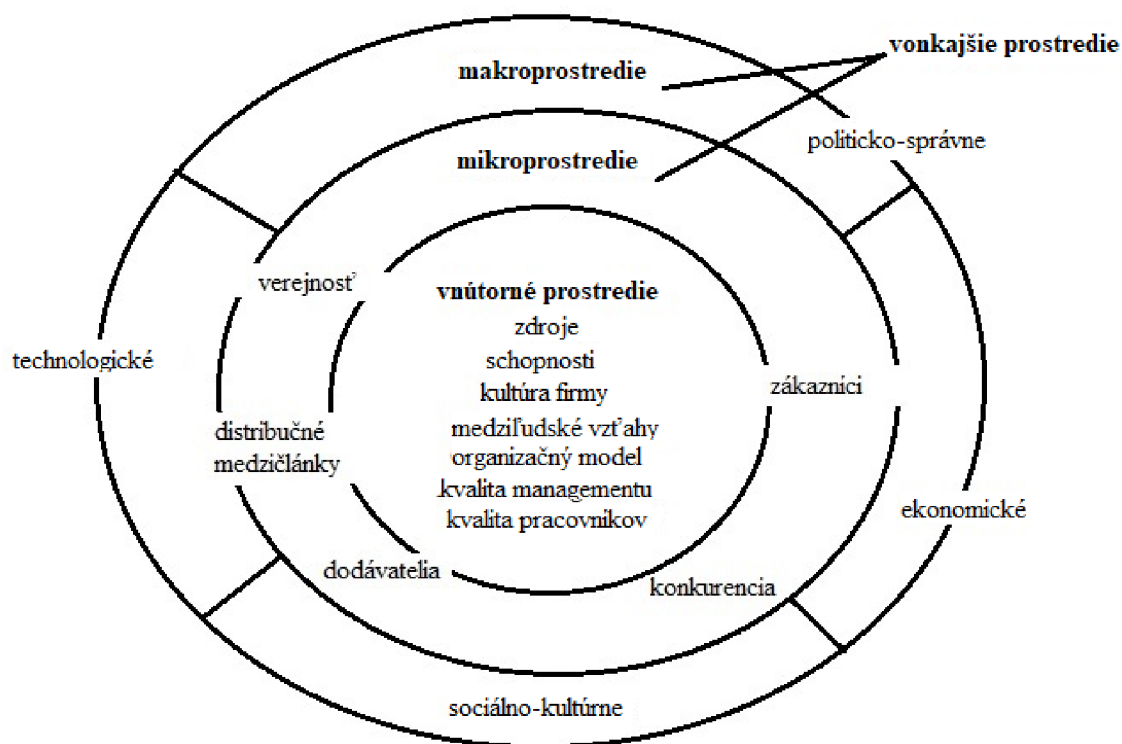 vonkajšie prostredie
makroprostredie
politicko-správne
mikroprostredie
verejnosť
vnútorné prostredie
zdroje
technologické
schopnosti
zákazníci
kultúra firmy
distribučné
medzičlánky
medziľudské vzťahy
organizačný model
kvalita managementu
kvalita pracovníkov
ekonomické
dodávatelia
konkurencia
sociálno-kultúrne